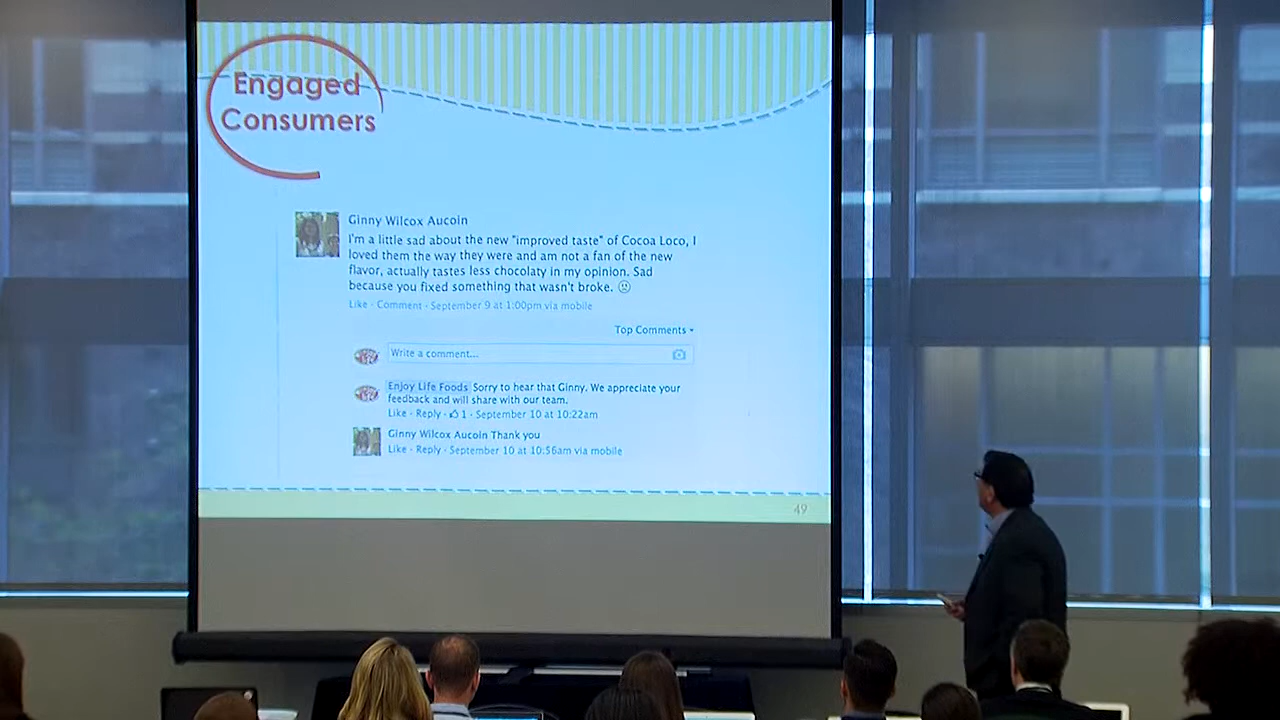 Engaged
Consumers
Ginny Wilcox Aucoin
I'm a little sad about the new "improved taste" of Cocoa Loco, I
loved them the way they were and am not a fan of the new
flavor, actually tastes less chocolaty in my opinion. Sad
because you fixed something that wasn't broke. ☹
Like · Comment · September 9 at 1:00pm via mobile
Top Comments
Write a comment...
Enjoy Life Foods Sorry to hear that Ginny. We appreciate your
feedback and will share with our team.
Like · Reply · 1 · September 10 at 10:22am
Ginny Wilcox Aucoin Thank you
Like · Reply · September 10 at 10:56am via mobile
49